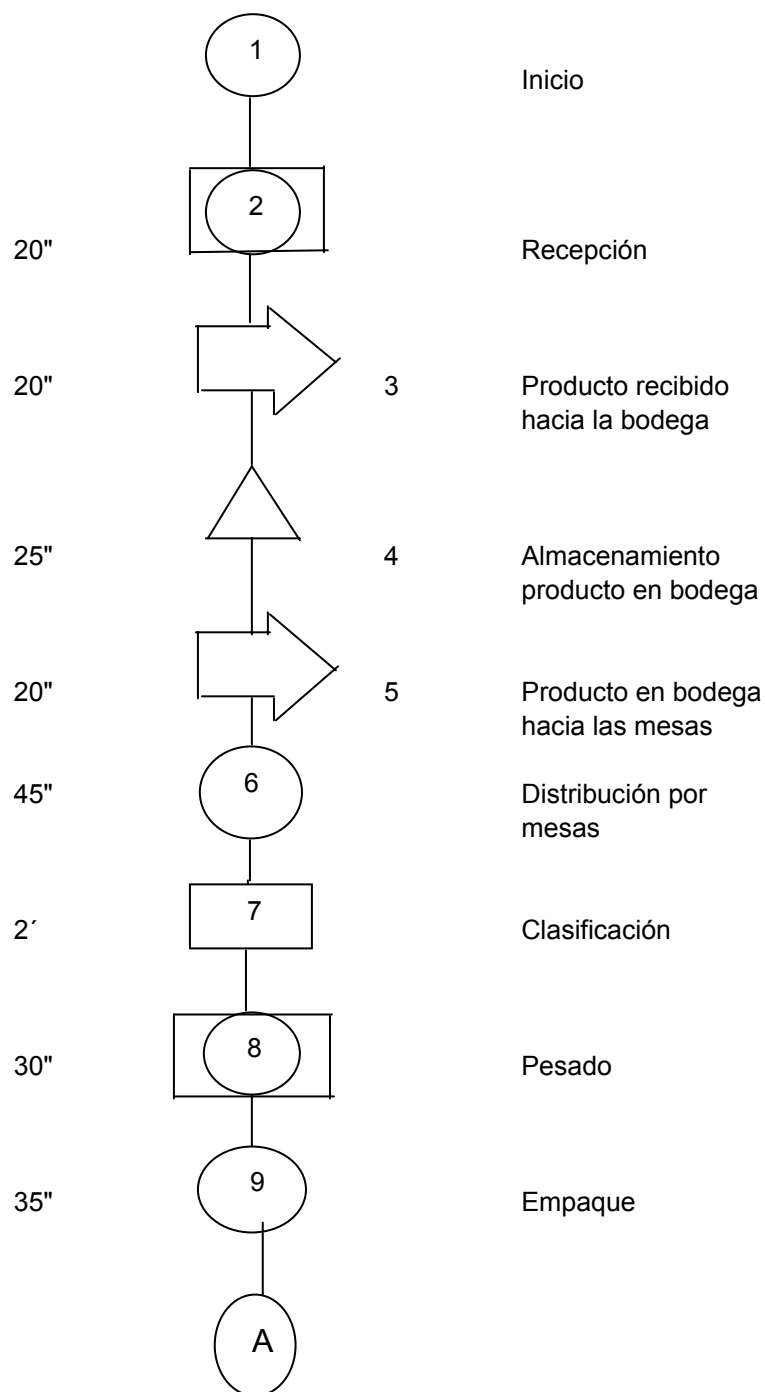 1
Inicio
2
20" Recepción
20" 3 Producto recibido
hacia la bodega
25" 4 Almacenamiento
producto en bodega
20" 5 Producto en bodega
hacia las mesas
6
45" Distribución por
mesas
7
2´ Clasificación
8
30" Pesado
9
35" Empaque
A